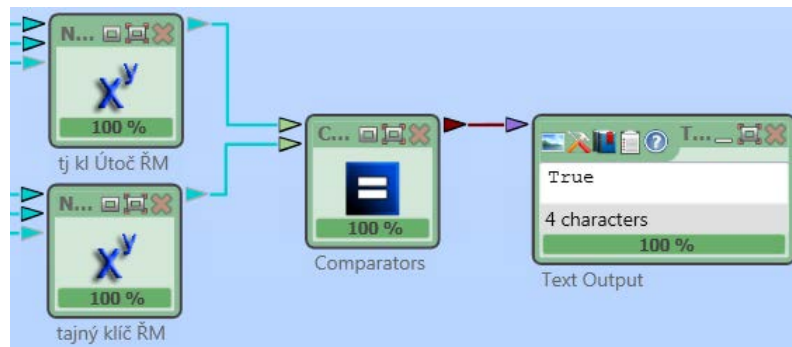 N...
x^y
100 %
tj kl Útoč ŘM
N...
x^y
100 %
tajný klíč ŘM
C...
=
100 %
Comparators
T...
True
4 characters
100 %
Text Output